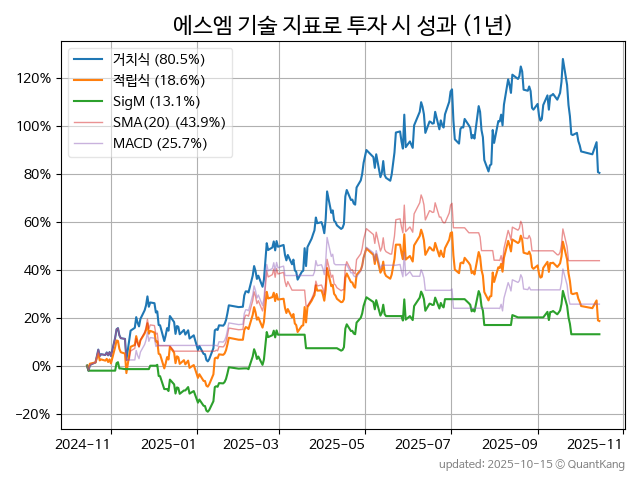 에스엠 기술 지표로 투자 시 성과 (1년)
거치식 (80.5%)
적립식 (18.6%)
SigM (13.1%)
SMA(20) (43.9%)
MACD (25.7%)
120%
100%
80%
60%
40%
20%
0%
−20%
2024-11 2025-01 2025-03 2025-05 2025-07 2025-09 2025-11
updated: 2025-10-15 ⓒ QuantKang